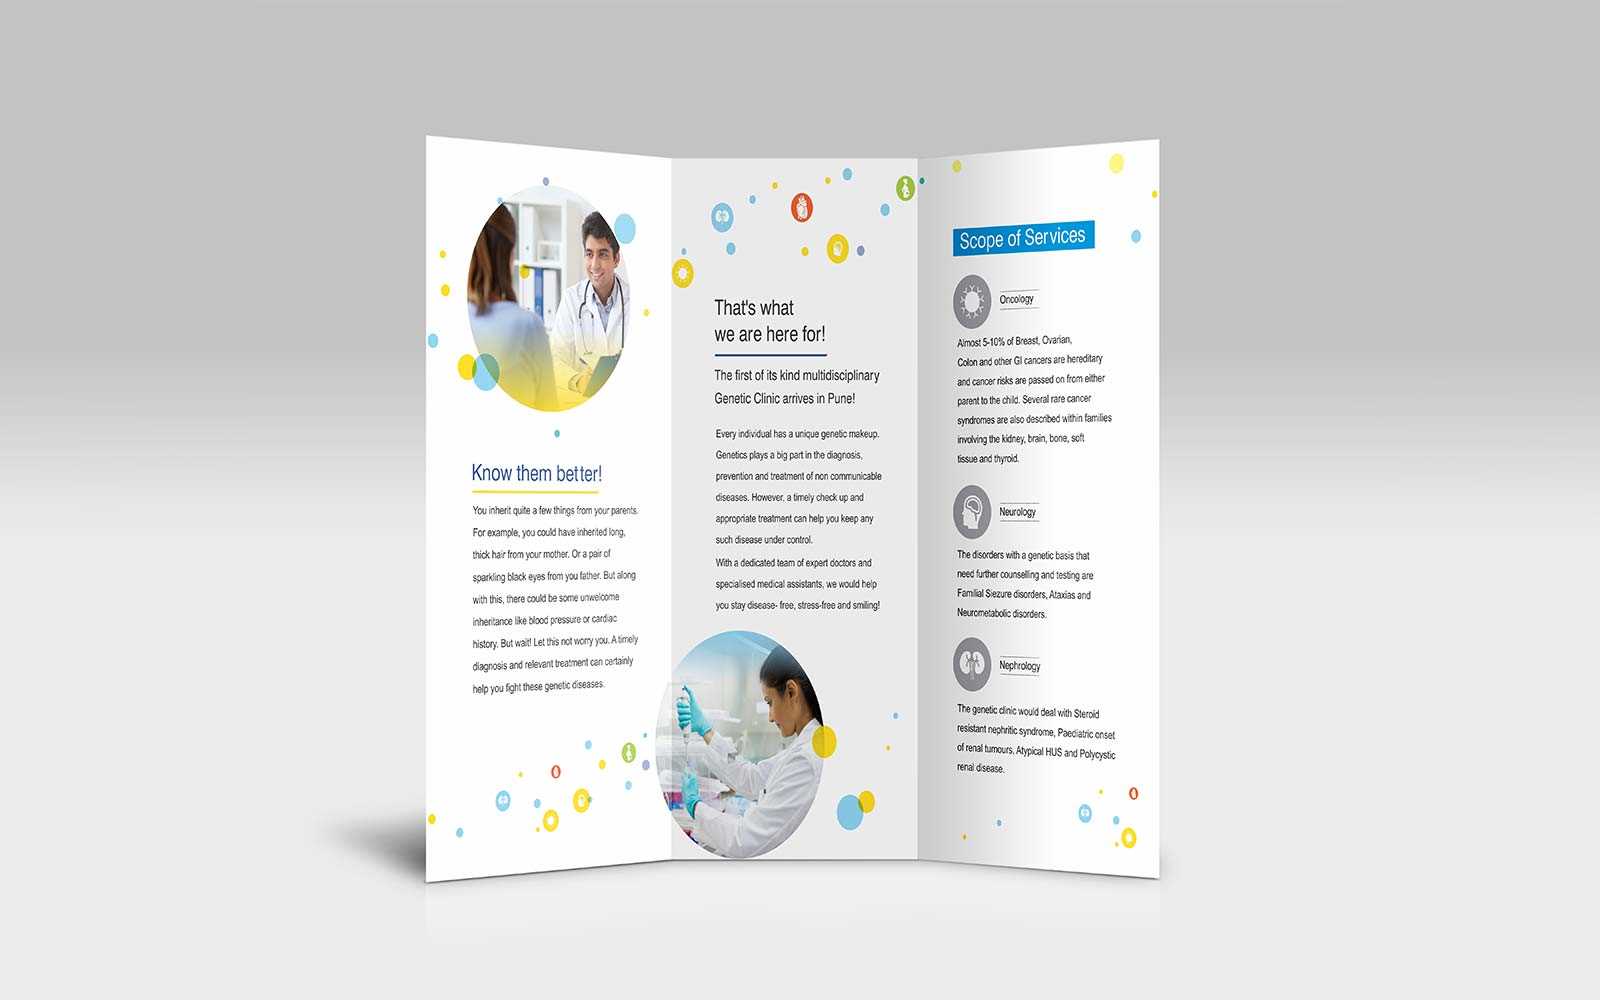 Know them better!
You inherit quite a few things from your parents.
For example, you could have inherited long,
thick hair from your mother. Or a pair of
sparkling black eyes from you father. But along
with this, there could be some unwelcome
inheritance like blood pressure or cardiac
history. But wait! Let this not worry you. A timely
diagnosis and relevant treatment can certainly
help you fight these genetic diseases.
That's what
we are here for!
The first of its kind multidisciplinary
Genetic Clinic arrives in Pune!
Every individual has a unique genetic makeup.
Genetics plays a big part in the diagnosis,
prevention and treatment of non communicable
diseases. However, a timely check up and
appropriate treatment can help you keep any
such disease under control.
With a dedicated team of expert doctors and
specialised medical assistants, we would help
you stay disease- free, stress-free and smiling!
Scope of Services
Oncology
Almost 5-10% of Breast, Ovarian,
Colon and other GI cancers are hereditary
and cancer risks are passed on from either
parent to the child. Several rare cancer
syndromes are also described within families
involving the kidney, brain, bone, soft
tissue and thyroid.
Neurology
The disorders with a genetic basis that
need further counselling and testing are
Familial Siezure disorders, Ataxias and
Neurometabolic disorders.
Nephrology
The genetic clinic would deal with Steroid
resistant nephritic syndrome, Paediatric onset
of renal tumours, Atypical HUS and Polycystic
renal disease.